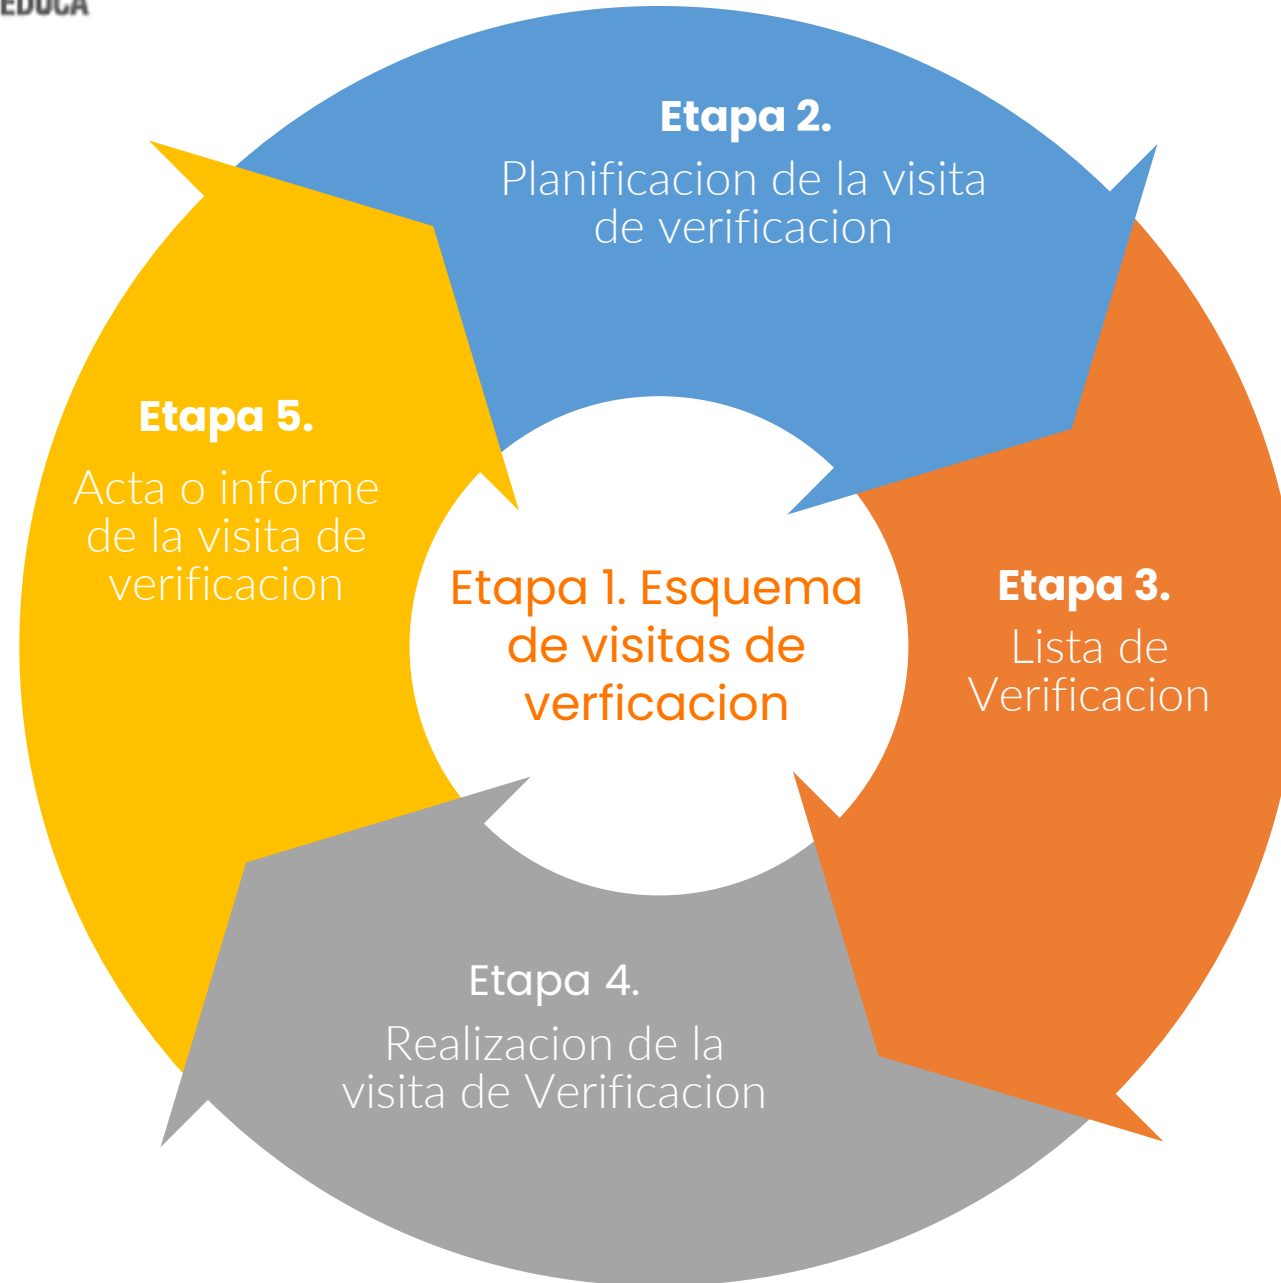 EDUCA
Etapa 2.
Planificacion de la visita
de verificacion
Etapa 5.
Acta o informe
de la visita de
verificacion
Etapa 1. Esquema
de visitas de
verficacion
Etapa 3.
Lista de
Verificacion
Etapa 4.
Realizacion de la
visita de Verificacion